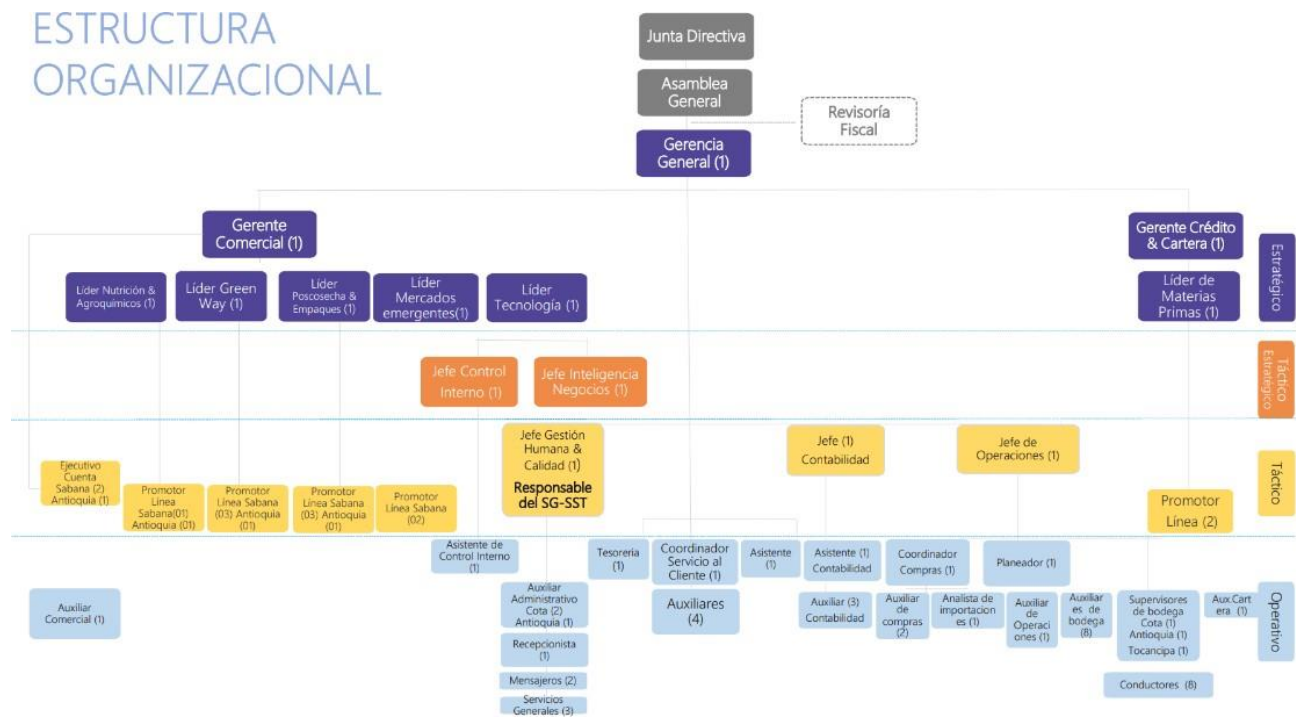 ESTRUCTURA
ORGANIZACIONAL
Junta Directiva
Asamblea
General
Revisoría
Fiscal
Gerencia
General (1)
Gerente
Comercial (1)
Gerente Crédito
& Cartera (1)
Líder Nutrición &
Agroquímicos (1)
Líder Green
Way (1)
Líder
Poscosecha &
Empaques (1)
Líder
Mercados
emergentes(1)
Líder
Tecnología (1)
Líder de
Materias
Primas (1)
Estratégico
Jefe Control
Interno (1)
Jefe Inteligencia
Negocios (1)
Táctico
Estratégico
Jefe Gestión
Humana &
Calidad (1)
Responsable
del SG-SST
Jefe (1)
Contabilidad
Jefe de
Operaciones (1)
Ejecutivo
Cuenta
Sabana (2)
Antioquia (1)
Promotor
Línea
Sabana(01)
Antioquia (01)
Promotor
Línea Sabana
(03) Antioquia
(01)
Promotor
Línea Sabana
(03) Antioquia
(01)
Promotor
Línea Sabana
(02)
Promotor
Línea (2)
Táctico
Asistente de
Control Interno
(1)
Tesoreria
(1)
Coordinador
Servicio al
Cliente (1)
Asistente
(1)
Asistente (1)
Contabilidad
Coordinador
Compras (1)
Planeador (1)
Auxiliar
Comercial (1)
Auxiliar
Administrativo
Cota (2)
Antioquia (1)
Auxiliares
(4)
Auxiliar (3)
Contabilidad
Auxiliar
de
compras
(2)
Analista de
importacion
es (1)
Auxiliar
de
Operaci
ones (1)
Auxiliar
es de
bodega
(8)
Supervisores
de bodega
Cota (1)
Antioquia (1)
Tocancipa (1)
Aux.Cart
era (1)
Operativo
Recepcionista
(1)
Mensajeros (2)
Servicios
Generales (3)
Conductores (8)